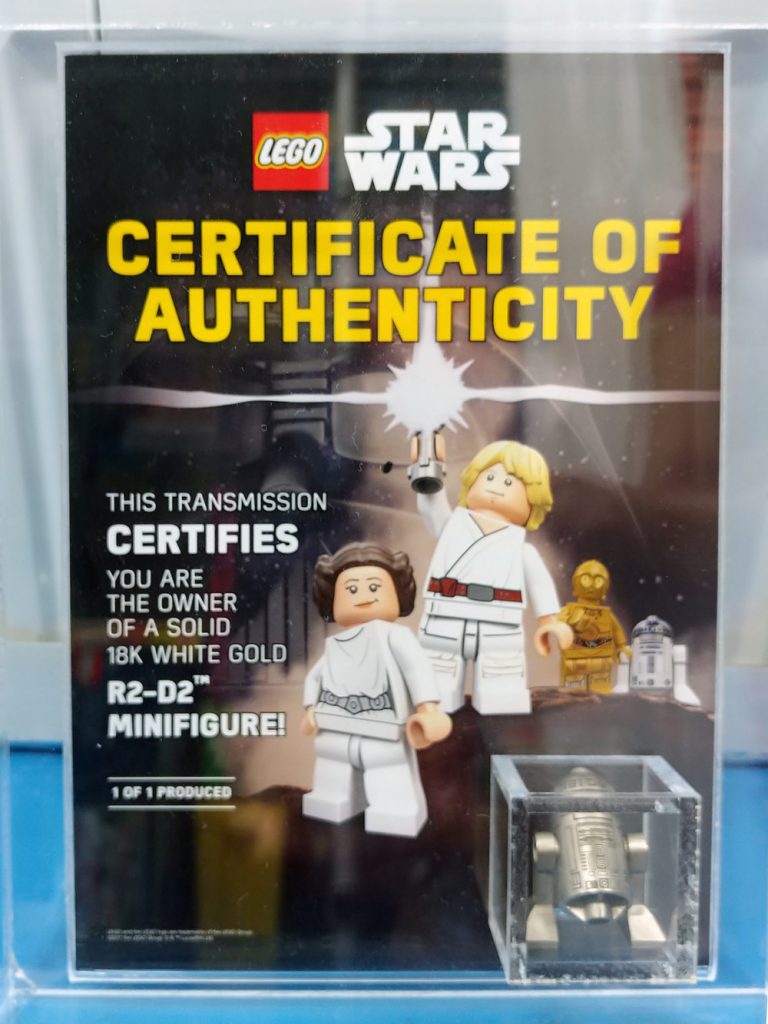 LEGO
STAR
WARS
CERTIFICATE OF
AUTHENTICITY
THIS TRANSMISSION
CERTIFIES
YOU ARE
THE OWNER
OF A SOLID
18K WHITE GOLD
R2-D2™
MINIFIGURE!
1 OF 1 PRODUCED